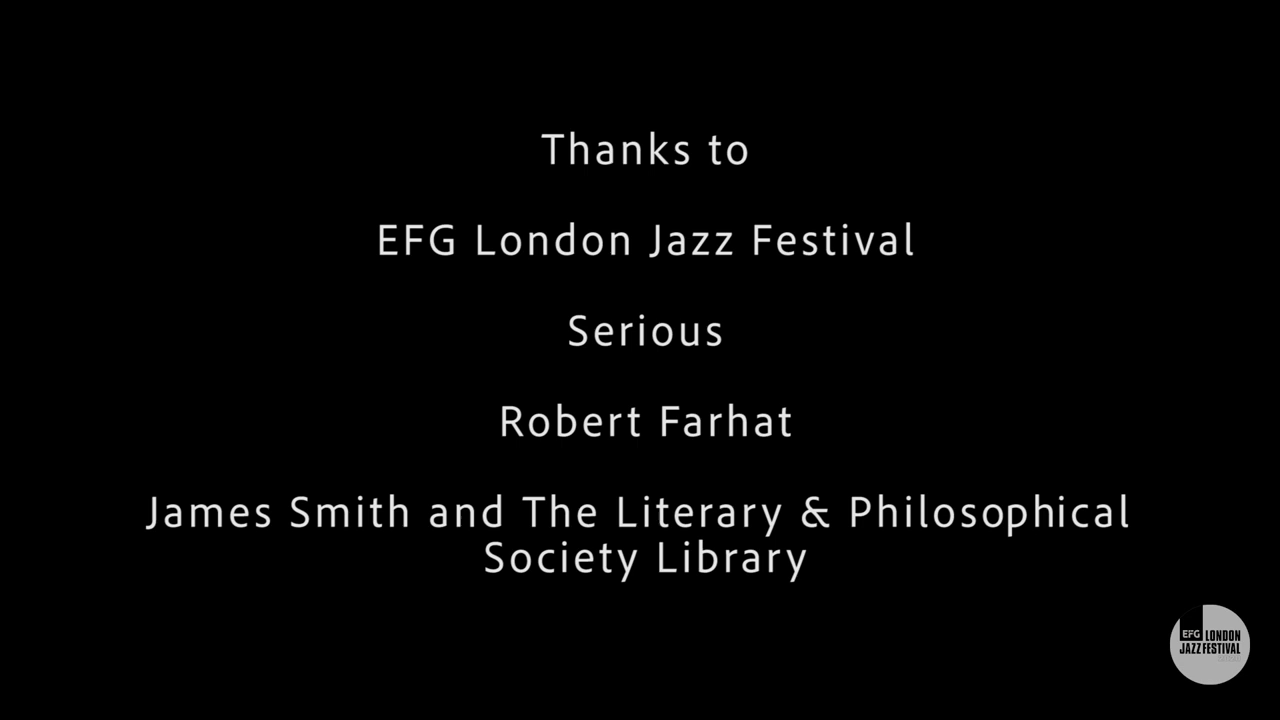 Thanks to
EFG London Jazz Festival
Serious
Robert Farhat
James Smith and The Literary & Philosophical
Society Library
EFG LONDON
JAZZ FESTIVAL